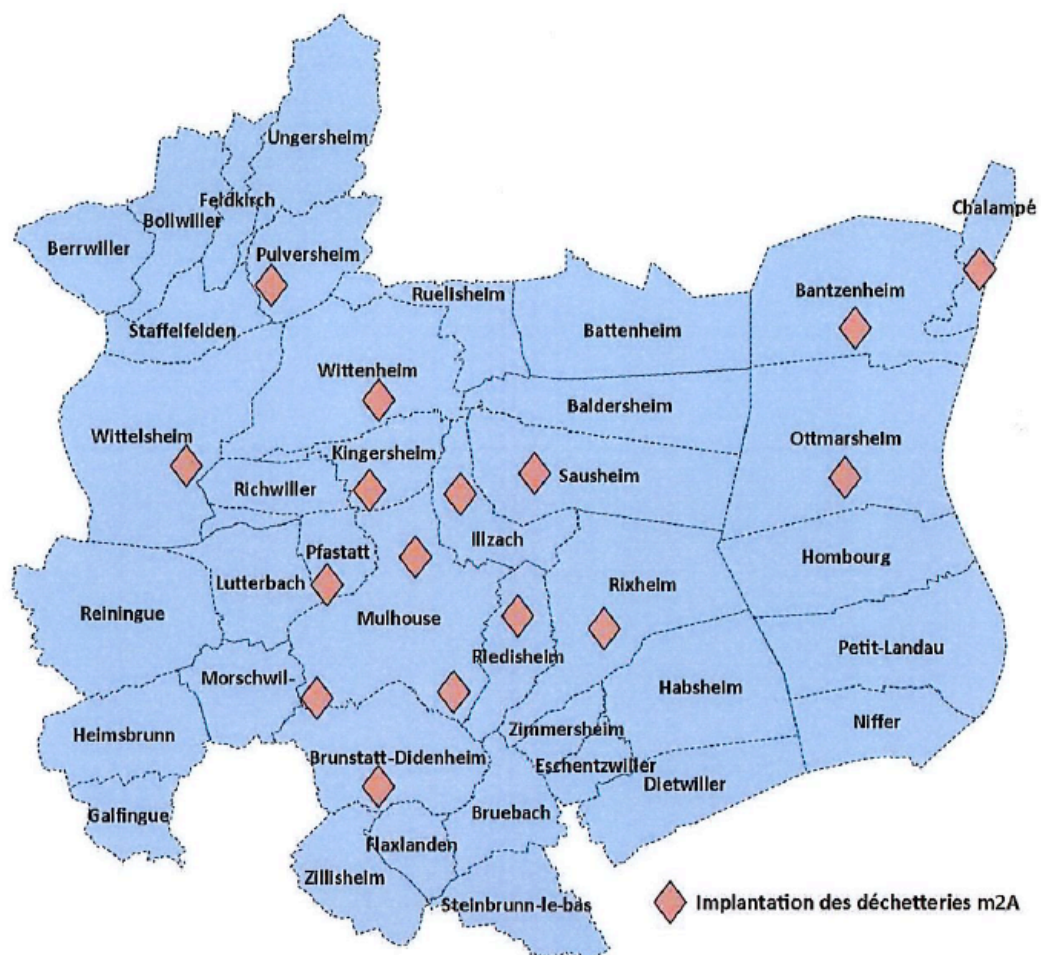 Ungersheim
Chalampé
Feldkirch
Bollwiller
Berrwiller
Pulversheim
Bantzenheim
Ruelisheim
Staffelfelden
Battenheim
Wittenheim
Baldersheim
Wittelsheim
Ottmarsheim
Kingersheim
Richwiller
Sausheim
Illzach
Pfastatt
Hombourg
Lutterbach
Rixheim
Reiningue
Mulhouse
Petit-Landau
Riedisheim
Morschwil-
Habsheim
Niffer
Zimmersheim
Heimsbrunn
Brunstatt-Didenheim
Eschentzwiller
Dietwiller
Galfingue
Bruebach
Flaxlanden
Zillisheim
Steinbrunn-le-bas
Implantation des déchetteries m2A